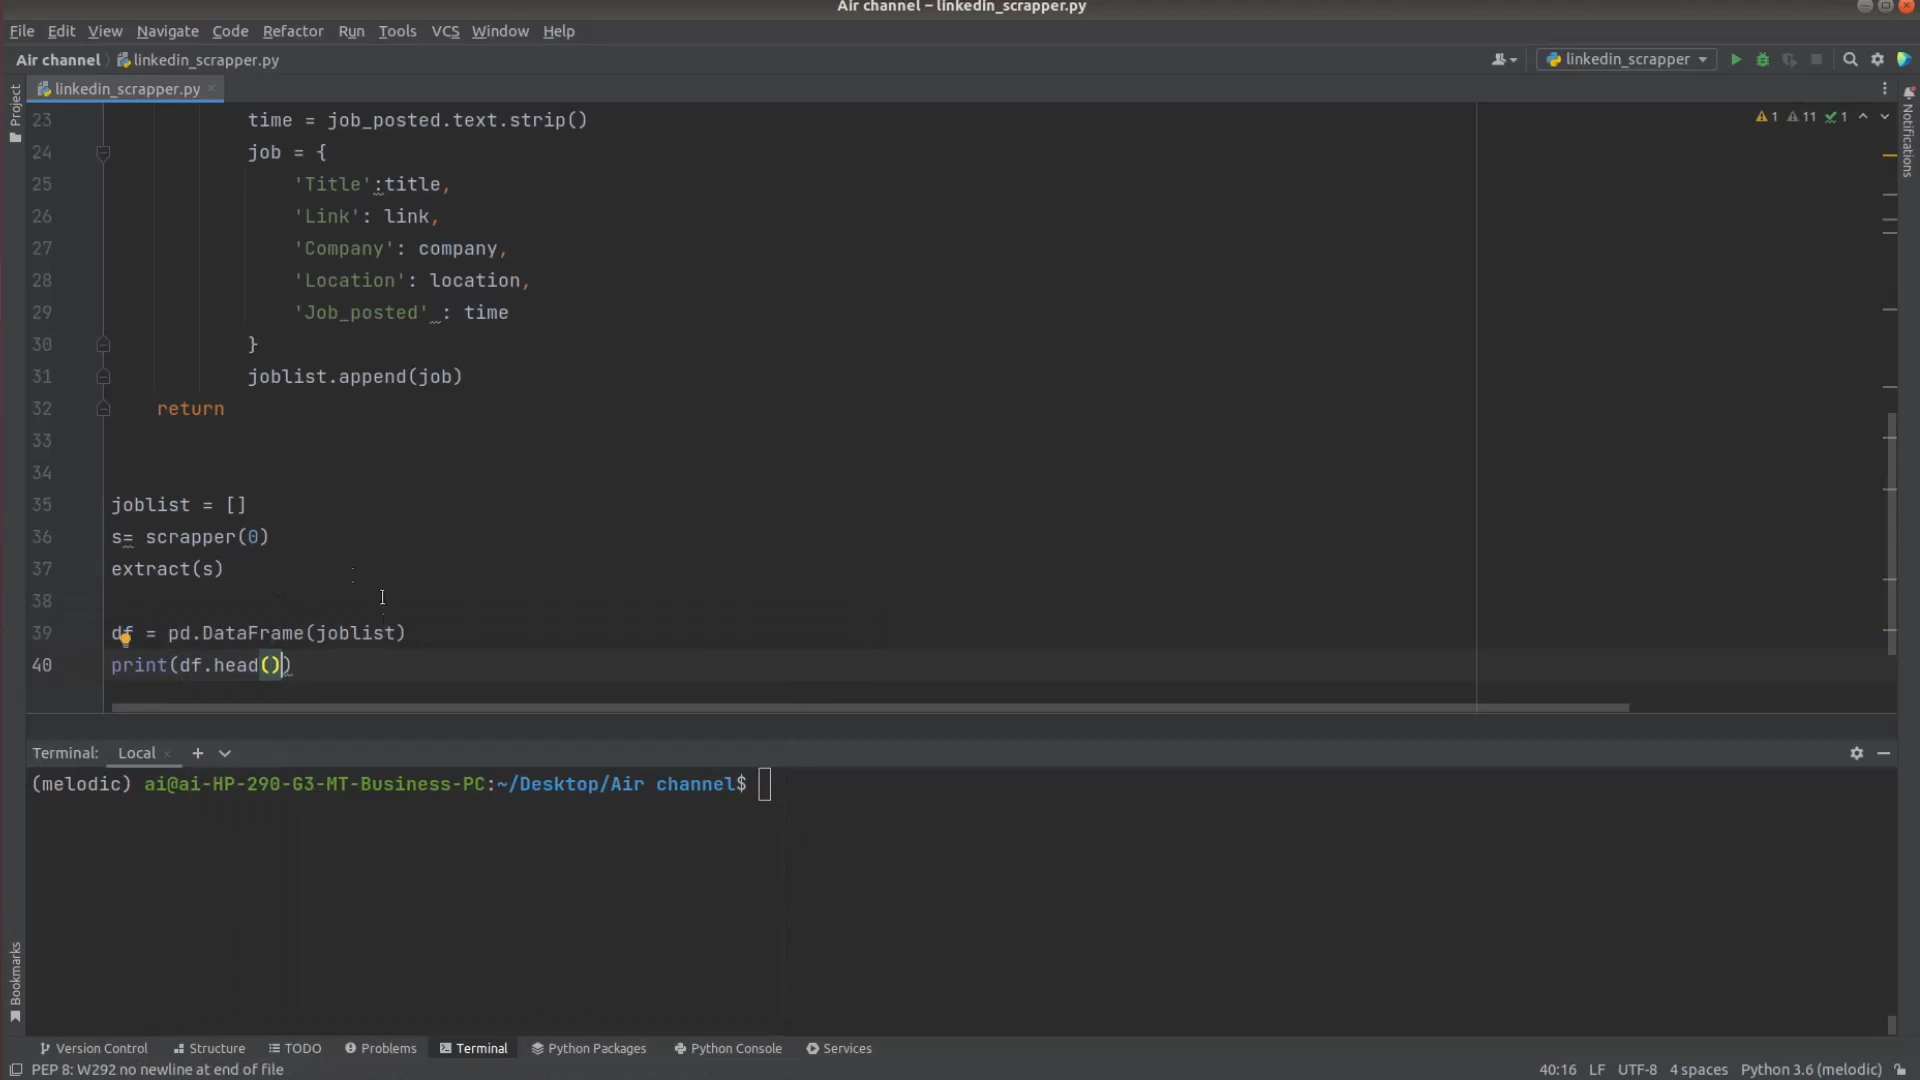 Air channel – linkedin_scrapper.py
File Edit View Navigate Code Refactor Run Tools VCS Window Help
Air channel linkedin_scrapper.py linkedin_scrapper
Project linkedin_scrapper.py
Notifications
1 11 1
23 time = job_posted.text.strip()
24 job = {
25 'Title':title,
26 'Link': link,
27 'Company': company,
28 'Location': location,
29 'Job_posted' : time
30 }
31 joblist.append(job)
32 return
33
34
35 joblist = []
36 s= scrapper(0)
37 extract(s)
38
39 df = pd.DataFrame(joblist)
40 print(df.head())
Terminal: Local
(melodic) ai@ai-HP-290-G3-MT-Business-PC:~/Desktop/Air channel$
Bookmarks
Version Control Structure TODO Problems Terminal Python Packages Python Console Services
PEP 8: W292 no newline at end of file 40:16 LF UTF-8 4 spaces Python 3.6 (melodic)